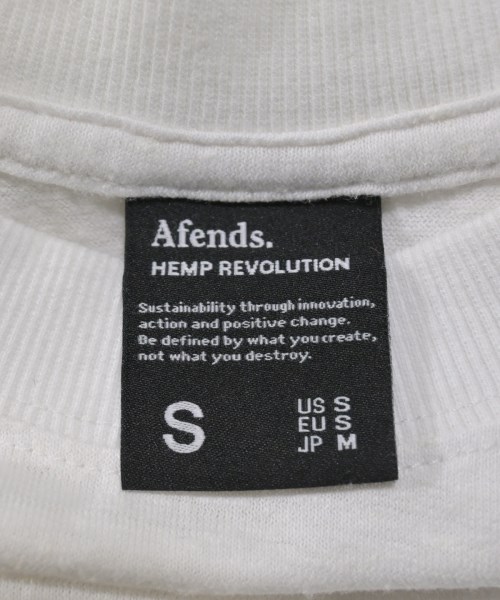 Afends.
HEMP REVOLUTION
Sustainability through innovation,
action and positive change.
Be defined by what you create,
not what you destroy.
S
US S
EU S
JP M